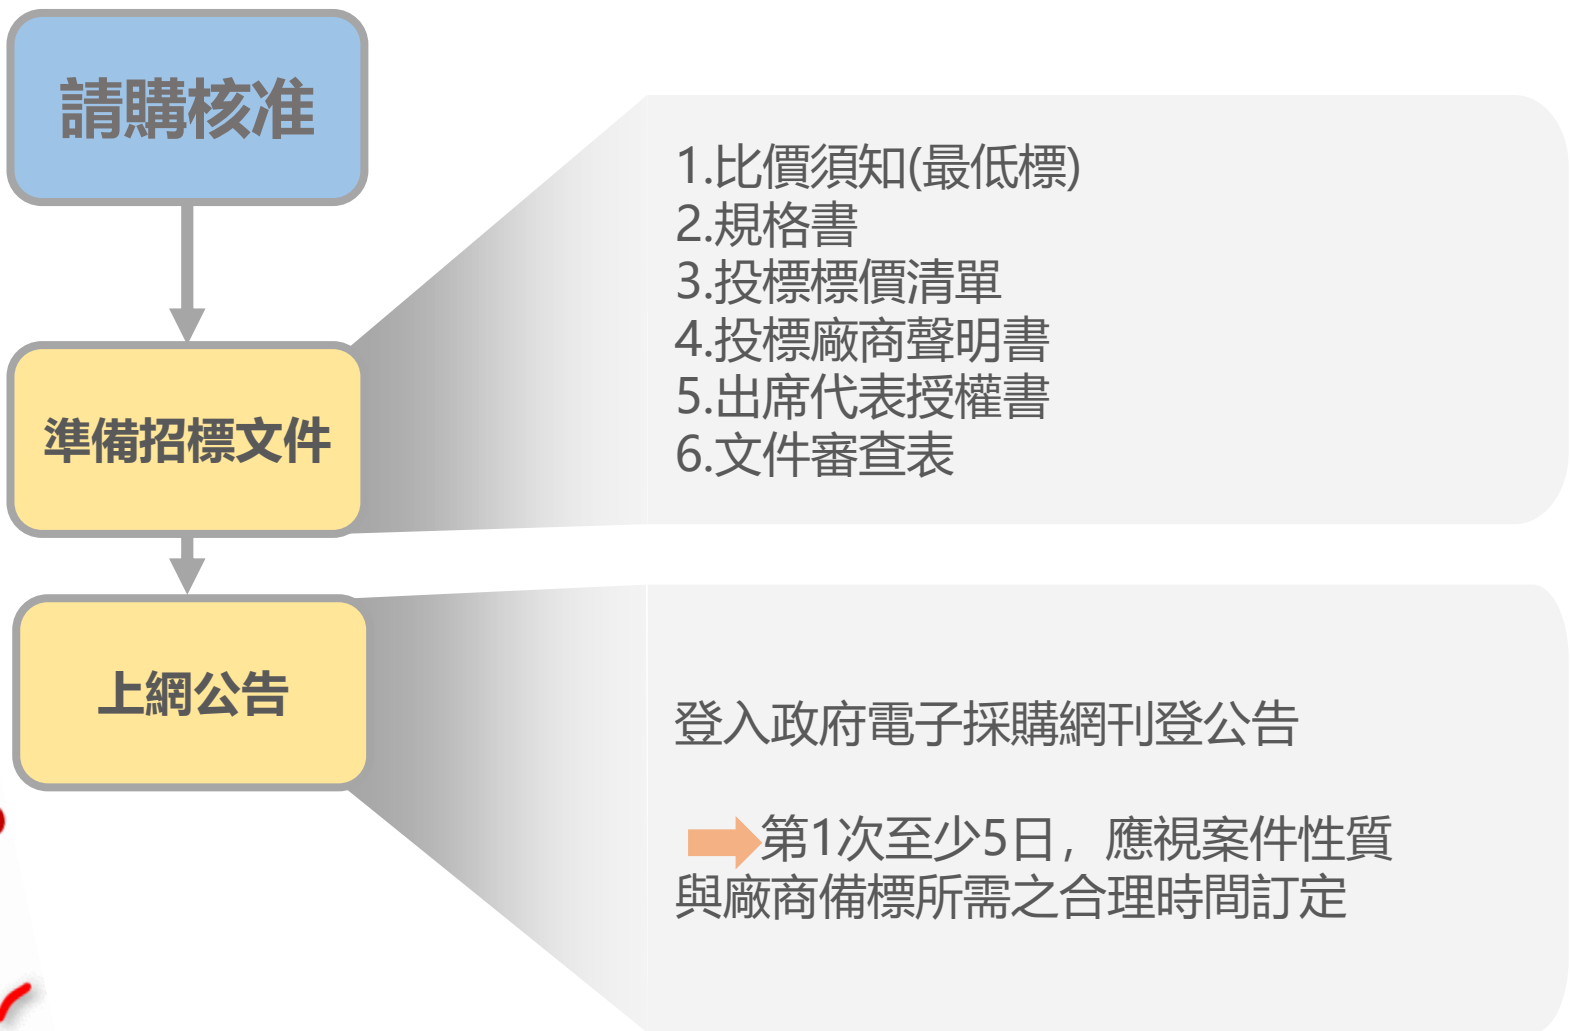 請購核准
1.比價須知(最低標)
2.規格書
3.投標標價清單
4.投標廠商聲明書
5.出席代表授權書
6.文件審查表
準備招標文件
上網公告
登入政府電子採購網刊登公告
第1次至少5日，應視案件性質
與廠商備標所需之合理時間訂定